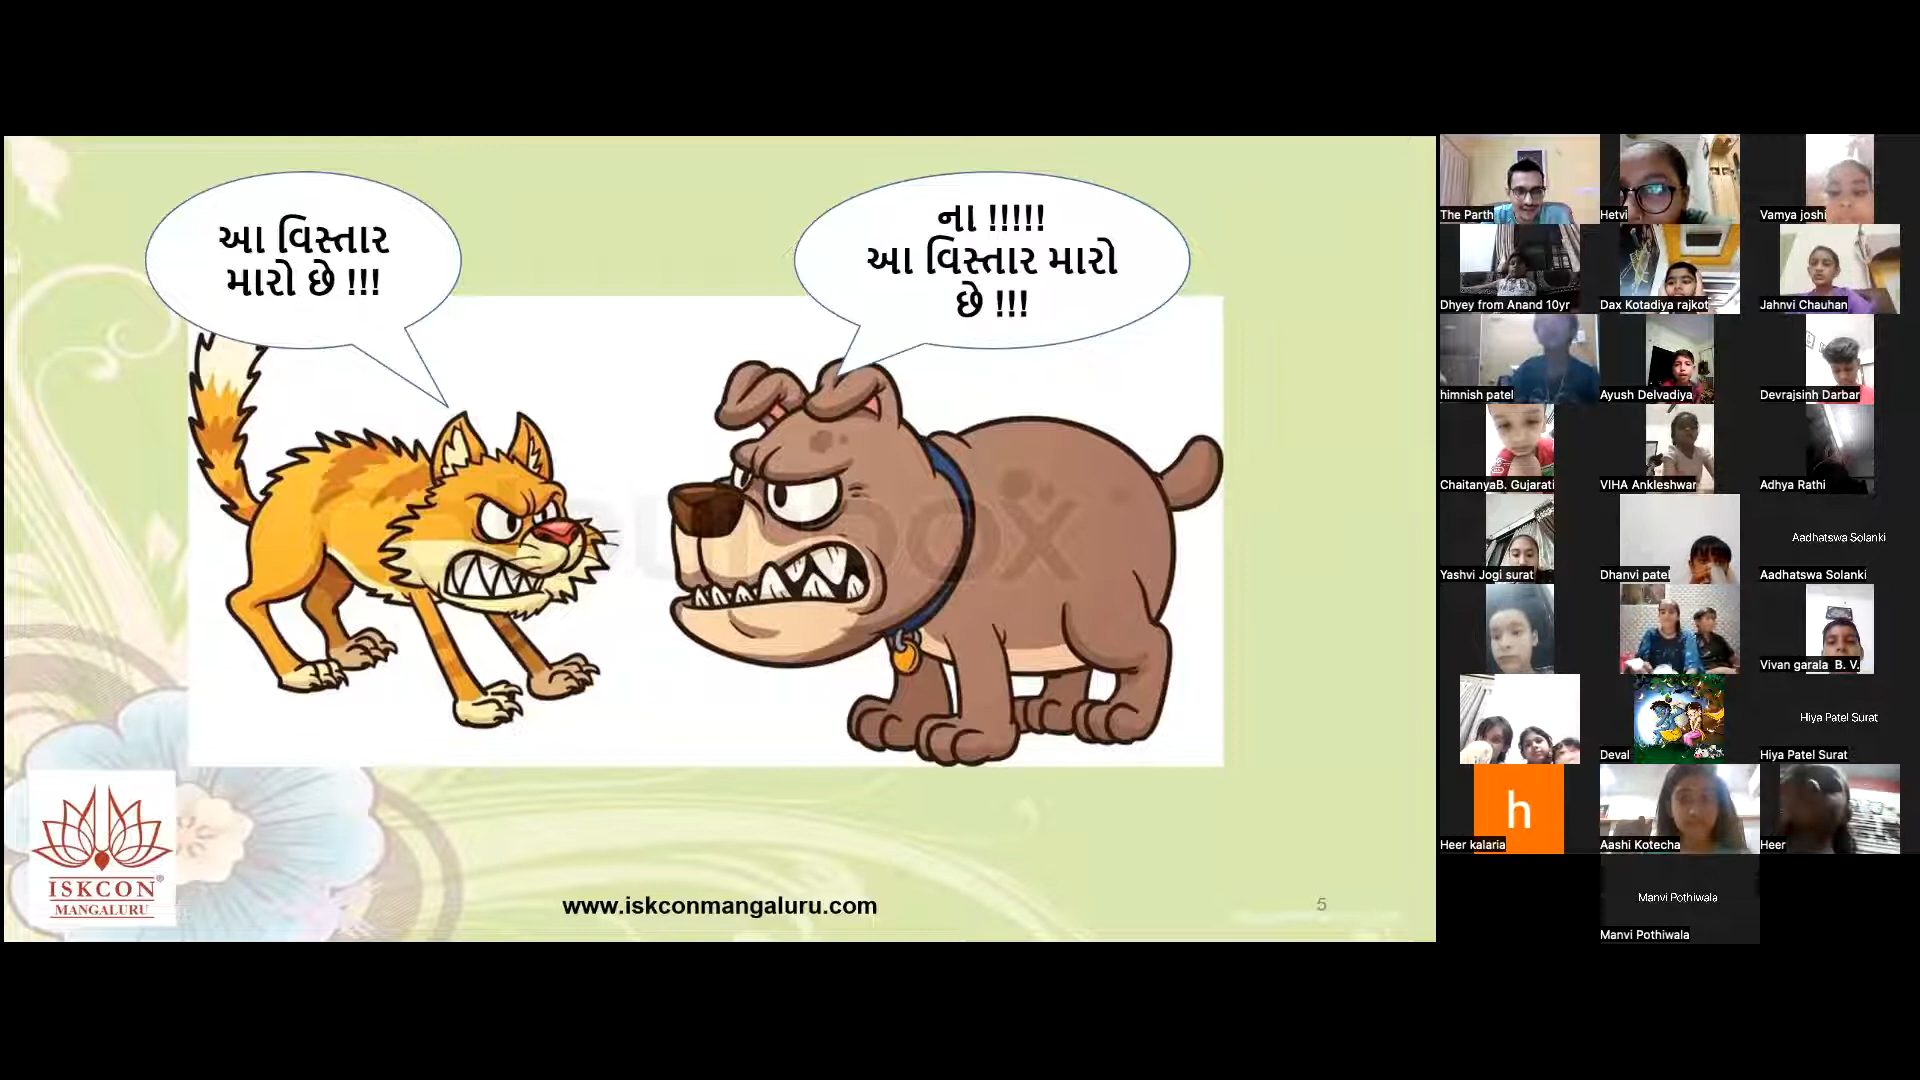 આ વિસ્તાર
મારો છે !!!
ના !!!!!
આ વિસ્તાર મારો
છે !!!
ISKCON®
MANGALURU
www.iskconmangaluru.com
5
The Parth
Hetvi
Vamya joshi
Dhyey from Anand 10yr
Dax Kotadiya rajkot
Jahnvi Chauhan
himnish patel
Ayush Delvadiya
Devrajsinh Darbar
ChaitanyaB. Gujarati
VIHA Ankleshwar
Adhya Rathi
Yashvi Jogi surat
Dhanvi patel
Aadhatswa Solanki
Aadhatswa Solanki
Vivan garala B. V.
Deval
Hiya Patel Surat
Hiya Patel Surat
h
Heer kalaria
Aashi Kotecha
Heer
Manvi Pothiwala
Manvi Pothiwala